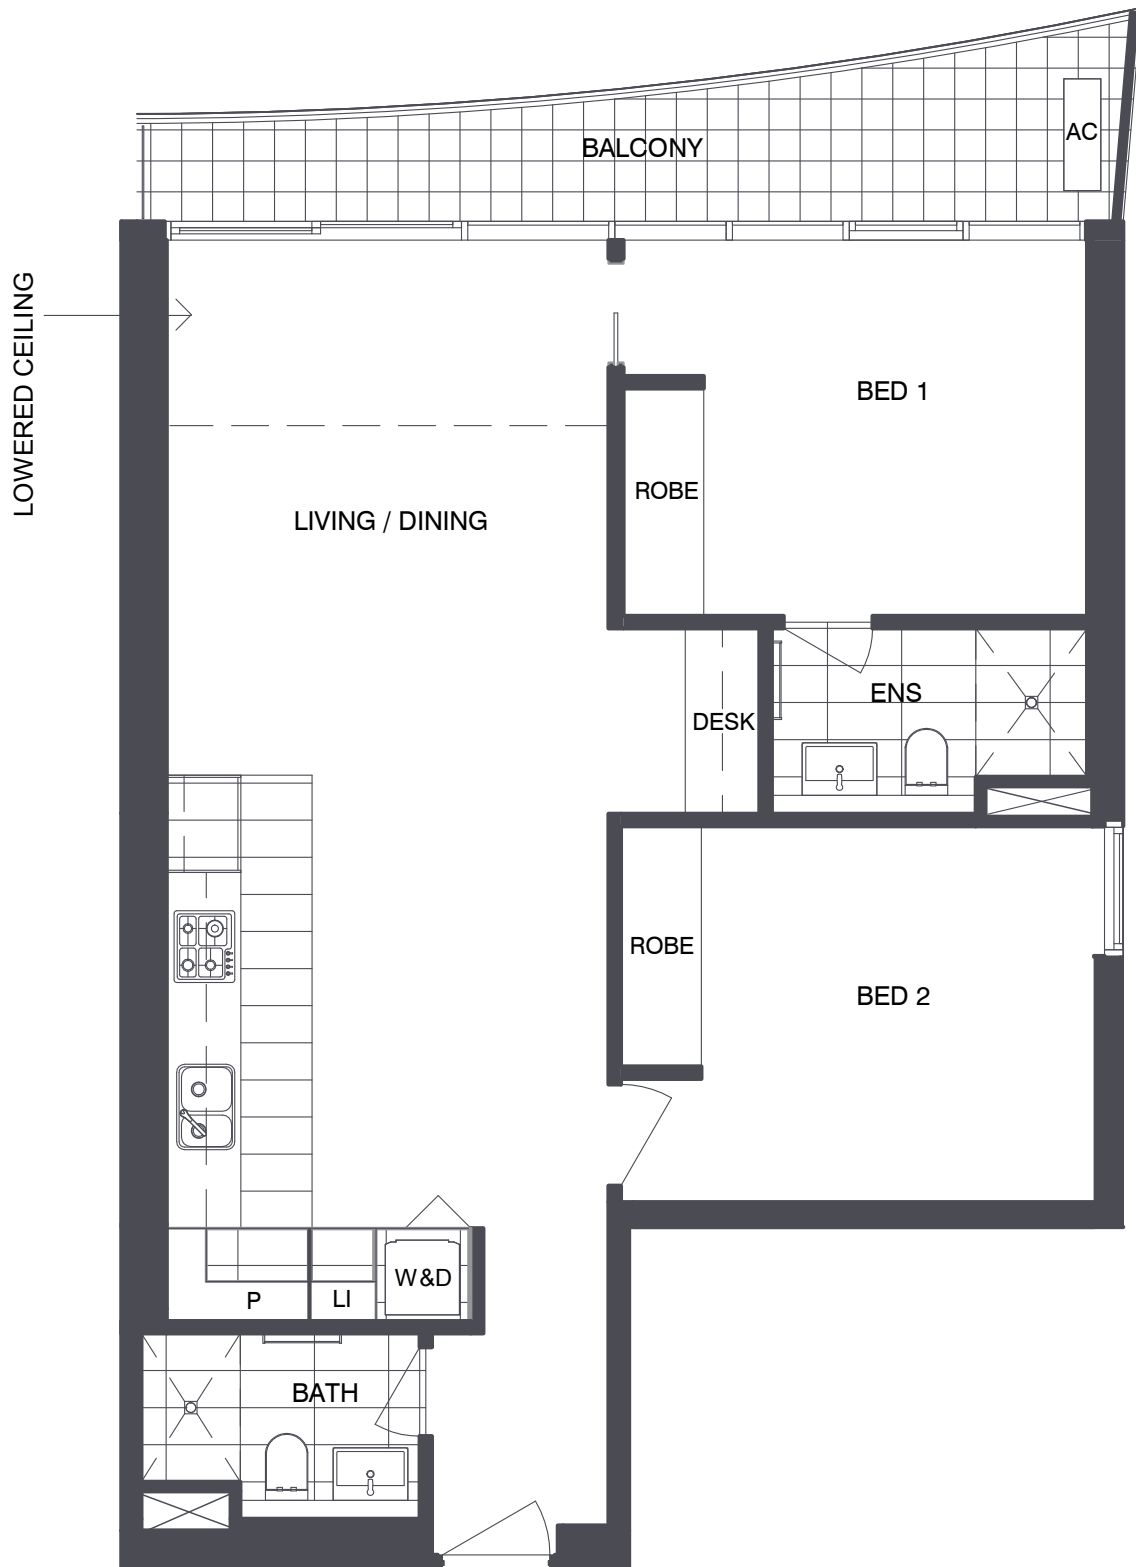 BALCONY
AC
LOWERED CEILING
BED 1
ROBE
LIVING / DINING
ENS
DESK
ROBE
BED 2
W&D
P
LI
BATH